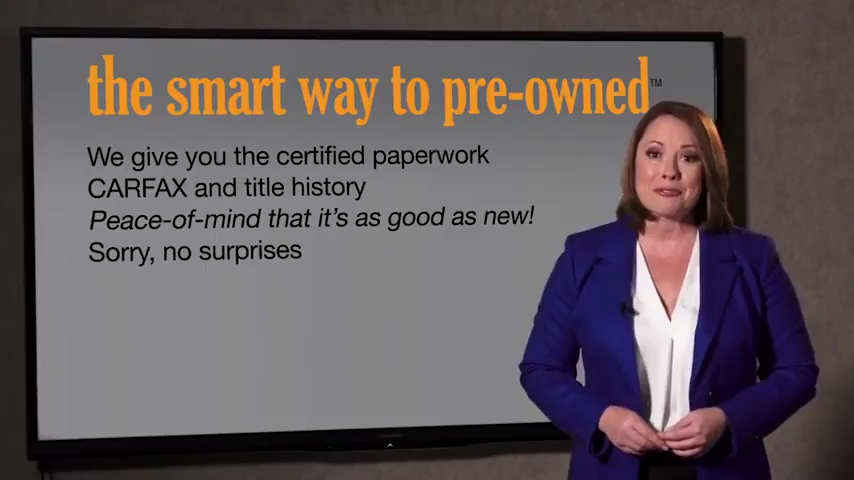 the smart way to pre-owned™
We give you the certified paperwork
CARFAX and title history
Peace-of-mind that it's as good as new!
Sorry, no surprises